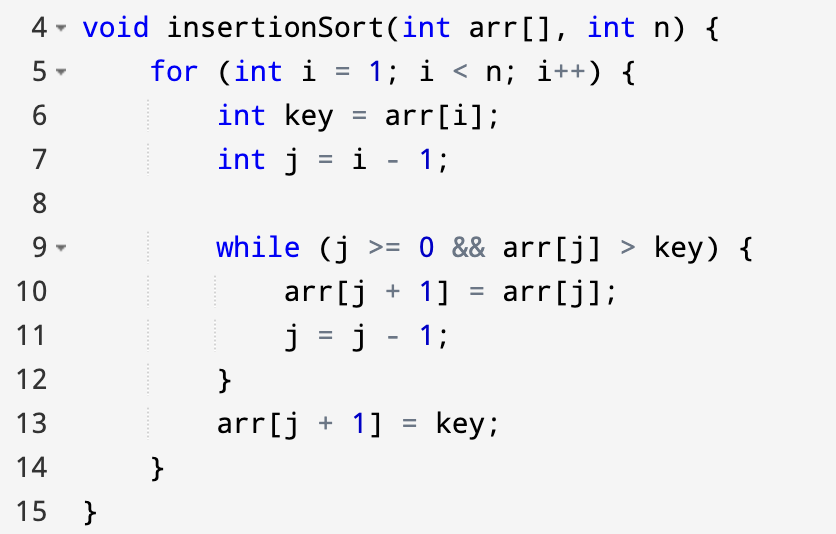 4 void insertionSort(int arr[], int n) {
5     for (int i = 1; i < n; i++) {
6         int key = arr[i];
7         int j = i - 1;
8
9         while (j >= 0 && arr[j] > key) {
10             arr[j + 1] = arr[j];
11             j = j - 1;
12         }
13         arr[j + 1] = key;
14     }
15 }